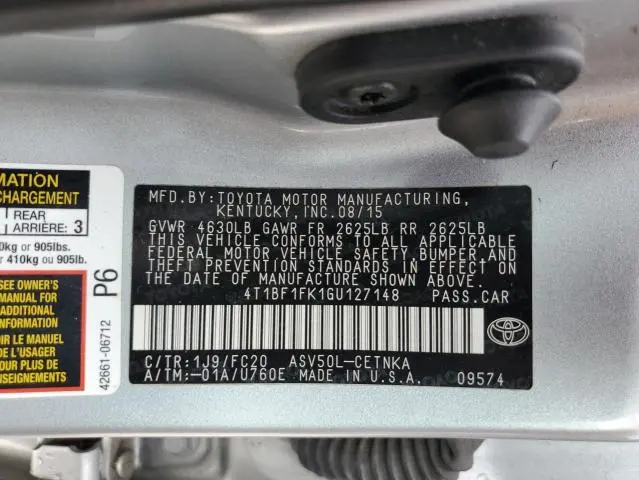 MATION
CHARGEMENT
REAR
ARRIÈRE: 3
0kg or 905lbs.
r 410kg ou 905lb.
SEE OWNER'S
MANUAL FOR
OIR LE MANUEL
DE L'USAGER
OUR PLUS DE
ENSEIGNEMENTS
P6
42661-06712
MFD.BY:TOYOTA MOTOR MANUFACTURING,
KENTUCKY, INC.08/15
GVWR 4630LB GAWR FR 2625LB RR 2625LB
THIS VEHICLE CONFORMS TO ALL APPLICABLE
FEDERAL MOTOR VEHICLE SAFETY,BUMPER,AND
THEFT PREVENTION STANDARDS IN EFFECT ON
THE DATE OF MANUFACTURE SHOWN ABOVE.
4T1BF1FK1GU127148 PASS.CAR
C/TR:1J9/FC20 ASV50L-CETNKA
A/TM:-01A/U760E MADE IN U.S.A. 09574
TOYOTA